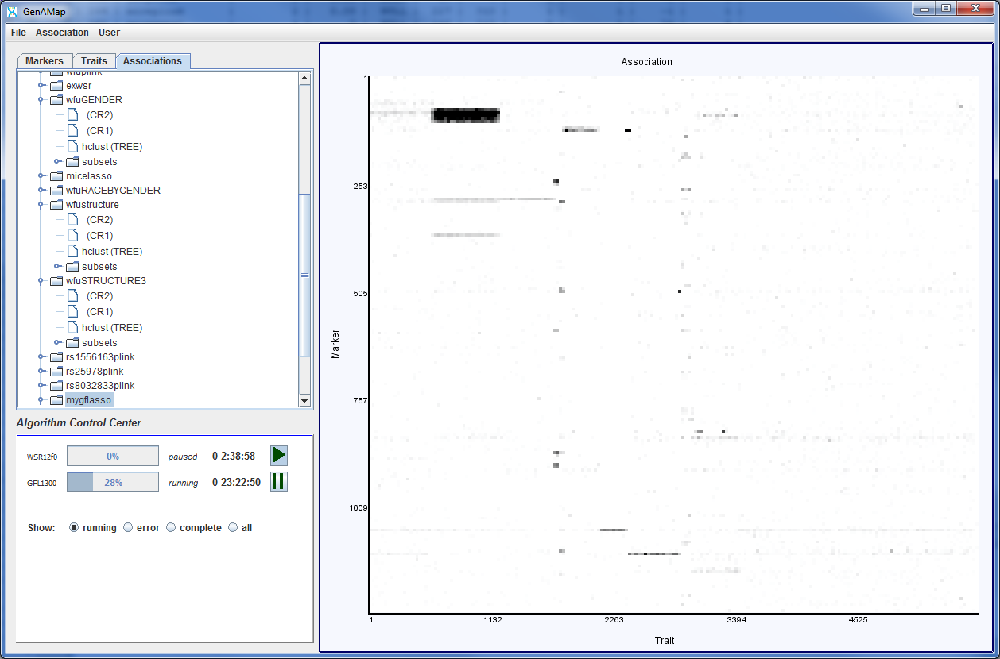 GenAMap
File Association User
Markers Traits Associations
wfuplink
exwsr
wfuGENDER
(CR2)
(CR1)
hclust (TREE)
subsets
micelasso
wfuRACEBYGENDER
wfustructure
(CR2)
(CR1)
hclust (TREE)
subsets
wfuSTRUCTURE3
(CR2)
(CR1)
hclust (TREE)
subsets
rs1556163plink
rs25978plink
rs8032833plink
mygflasso
Algorithm Control Center
WSR12f0 0% paused 0 2:38:58
GFL1300 28% running 0 23:22:50
Show: running error complete all
Association
1
253
505
757
1009
Marker
1 1132 2263 3394 4525
Trait